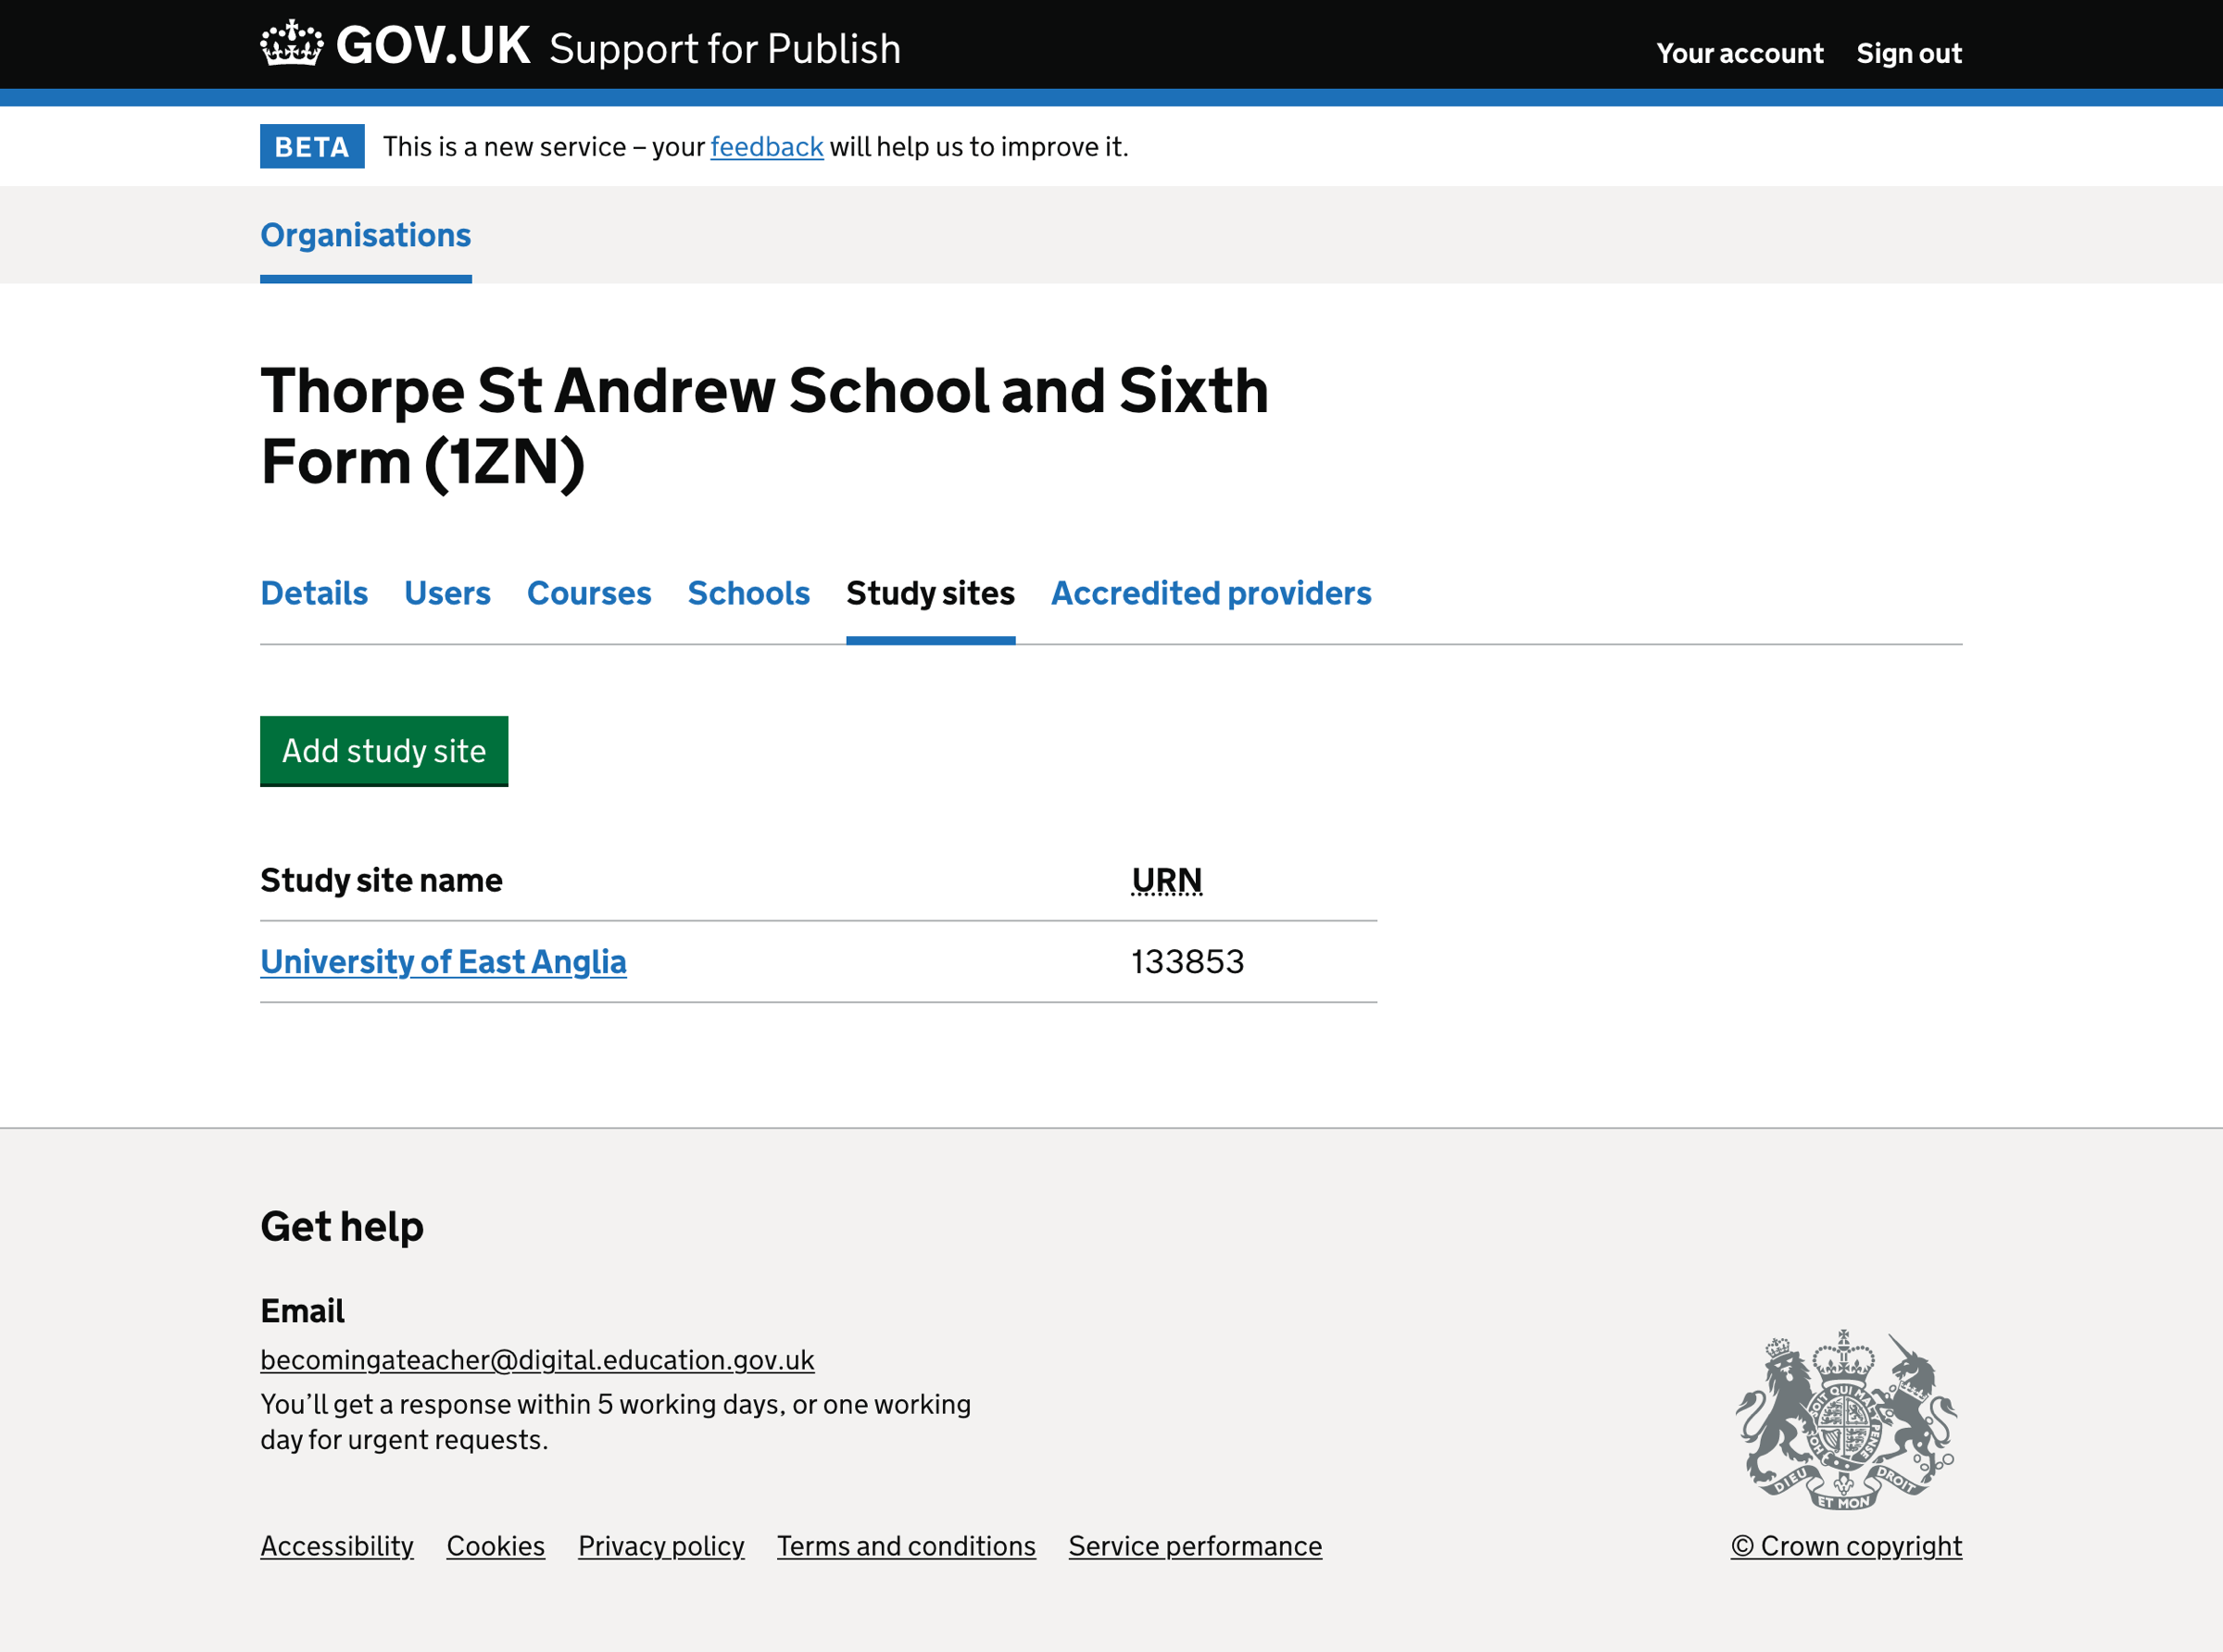 GOV.UK Support for Publish
Your account Sign out
BETA This is a new service – your feedback will help us to improve it.
Organisations
Thorpe St Andrew School and Sixth
Form (1ZN)
Details Users Courses Schools Study sites Accredited providers
Add study site
Study site name URN
University of East Anglia 133853
Get help
Email
becomingateacher@digital.education.gov.uk
You’ll get a response within 5 working days, or one working
day for urgent requests.
DIEU ET MON DROIT
Accessibility Cookies Privacy policy Terms and conditions Service performance
© Crown copyright